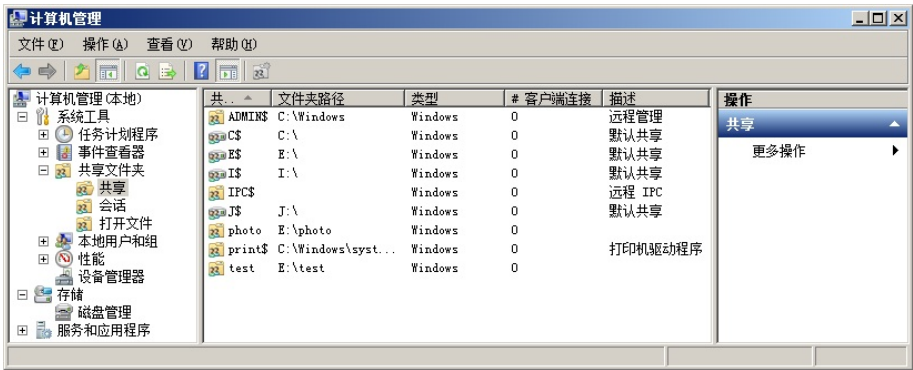 计算机管理
文件(F) 操作(A) 查看(V) 帮助(H)
计算机管理(本地)
系统工具
任务计划程序
事件查看器
共享文件夹
共享
会话
打开文件
本地用户和组
性能
设备管理器
存储
磁盘管理
服务和应用程序
共.. 文件夹路径 类型 # 客户端连接 描述
ADMIN$ C:\Windows Windows 0 远程管理
C$ C:\ Windows 0 默认共享
E$ E:\ Windows 0 默认共享
I$ I:\ Windows 0 默认共享
IPC$ Windows 0 远程 IPC
J$ J:\ Windows 0 默认共享
photo E:\photo Windows 0
print$ C:\Windows\syst... Windows 0 打印机驱动程序
test E:\test Windows 0
操作
共享
更多操作